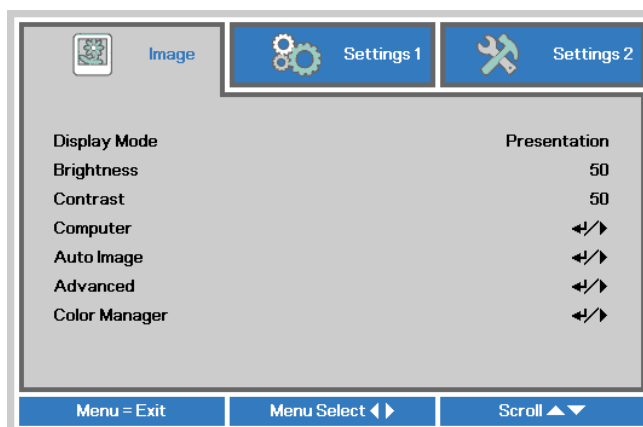 Image Settings 1 Settings 2
Display Mode Presentation
Brightness 50
Contrast 50
Computer ↵/▶
Auto Image ↵/▶
Advanced ↵/▶
Color Manager ↵/▶
Menu = Exit Menu Select ◀ ▶ Scroll ▲▼